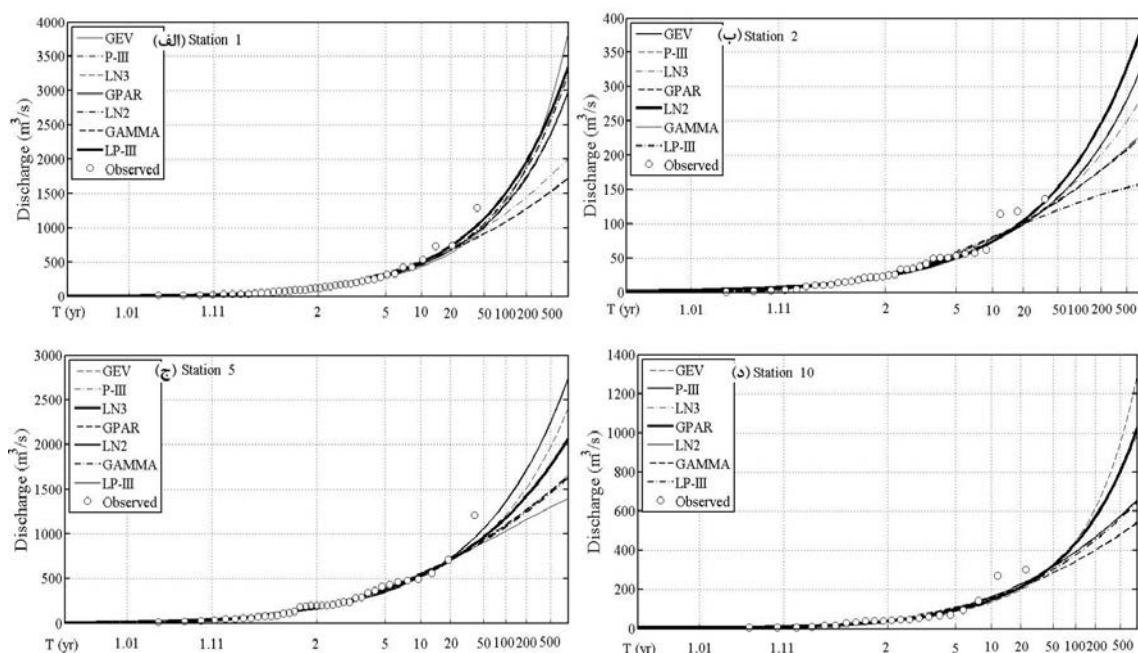 4000
3500
3000
2500
2000
1500
1000
500
0
Discharge (m³/s)
(الف) Station 1
GEV
P-III
LN3
GPAR
LN2
GAMMA
LP-III
Observed
T (yr) 1.01 1.11 2 5 10 20 50 100 200 500
400
350
300
250
200
150
100
50
0
Discharge (m³/s)
(ب) Station 2
GEV
P-III
LN3
GPAR
LN2
GAMMA
LP-III
Observed
T (yr) 1.01 1.11 2 5 10 20 50 100 200 500
3000
2500
2000
1500
1000
500
0
Discharge (m³/s)
(ج) Station 5
GEV
P-III
LN3
GPAR
LN2
GAMMA
LP-III
Observed
T (yr) 1.01 1.11 2 5 10 20 50 100 200 500
1400
1200
1000
800
600
400
200
0
Discharge (m³/s)
(د) Station 10
GEV
P-III
LN3
GPAR
LN2
GAMMA
LP-III
Observed
T (yr) 1.01 1.11 2 5 10 20 50 100 200 500